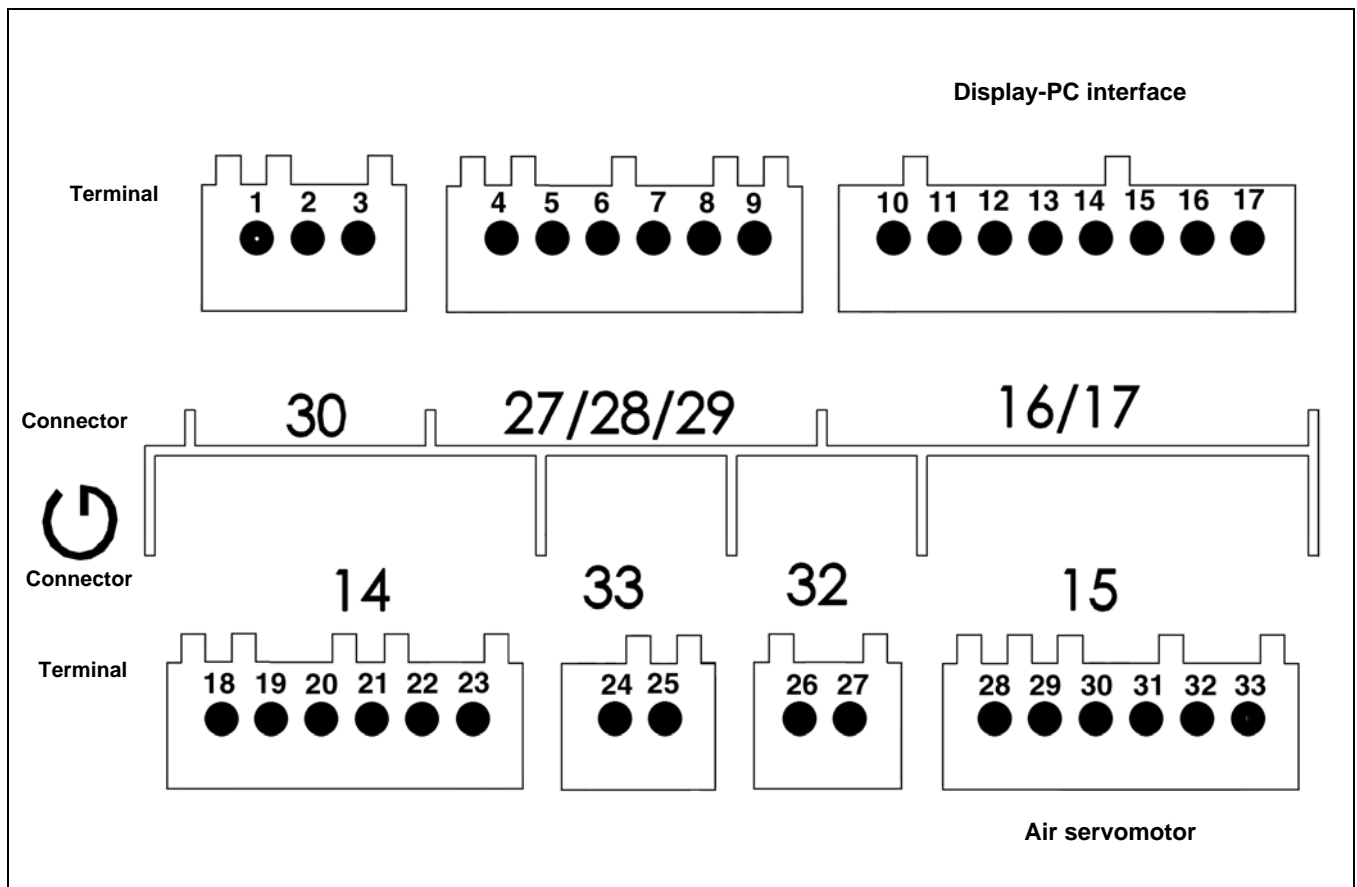 Display-PC interface
Terminal
1 2 3 4 5 6 7 8 9 10 11 12 13 14 15 16 17
Connector
30 27/28/29 16/17
Connector
14 33 32 15
Terminal
18 19 20 21 22 23 24 25 26 27 28 29 30 31 32 33
Air servomotor